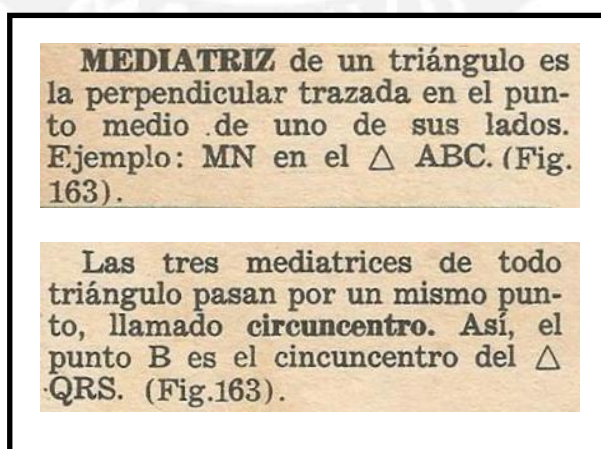 MEDIATRIZ de un triángulo es
la perpendicular trazada en el pun-
to medio de uno de sus lados.
Ejemplo: MN en el △ ABC. (Fig.
163).
Las tres mediatrices de todo
triángulo pasan por un mismo pun-
to, llamado circuncentro. Así, el
punto B es el cincuncentro del △
QRS. (Fig.163).